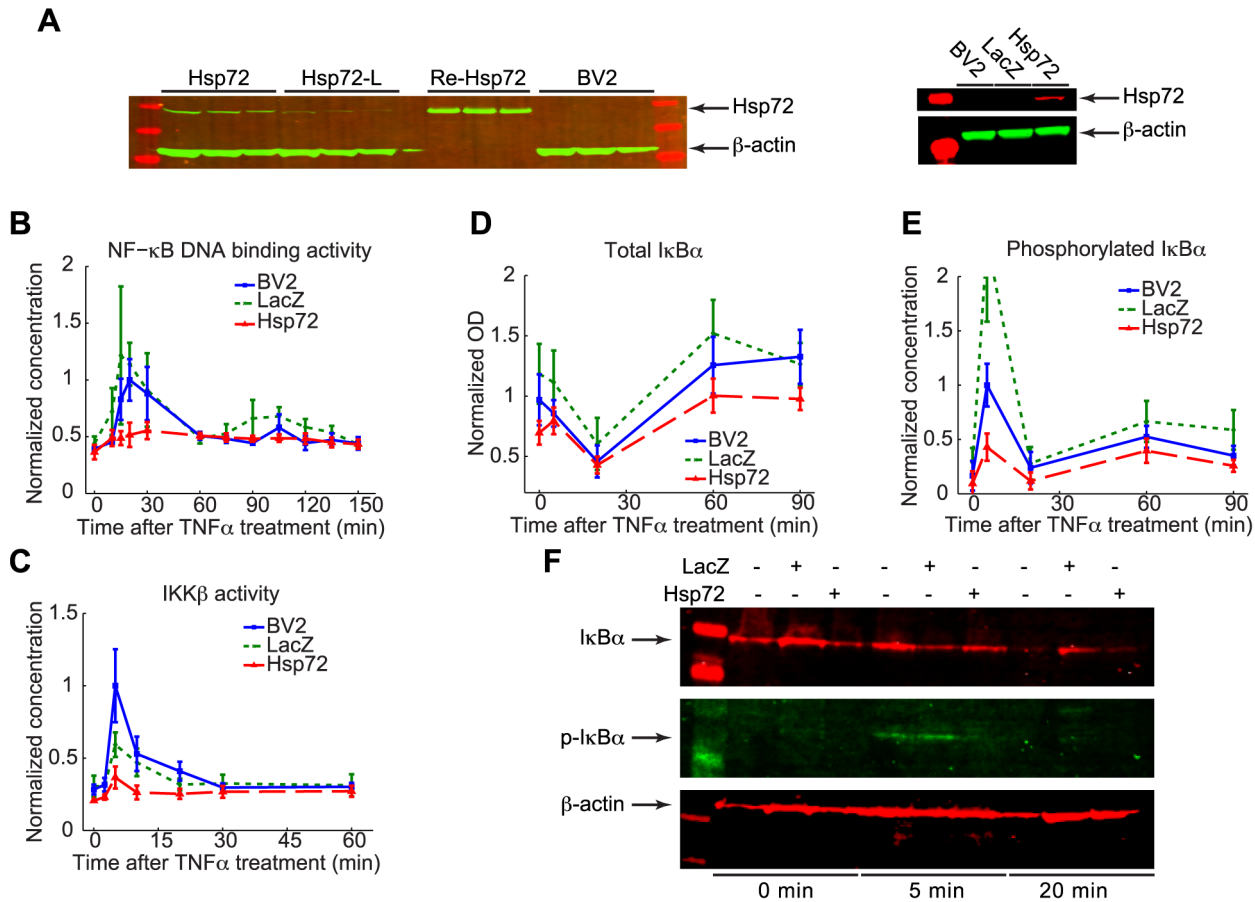 A
Hsp72 Hsp72-L Re-Hsp72 BV2
Hsp72
β-actin
BV2 LacZ Hsp72
Hsp72
β-actin
B
NF-κB DNA binding activity
Normalized concentration
2
1.5
1
0.5
0
BV2
LacZ
Hsp72
0 30 60 90 120 150
Time after TNFα treatment (min)
D
Total IκBα
Normalized OD
2
1.5
1
0.5
BV2
LacZ
Hsp72
0 30 60 90
Time after TNFα treatment (min)
E
Phosphorylated IκBα
Normalized concentration
2
1.5
1
0.5
0
BV2
LacZ
Hsp72
0 30 60 90
Time after TNFα treatment (min)
C
IKKβ activity
Normalized concentration
1.5
1
0.5
0
BV2
LacZ
Hsp72
0 15 30 45 60
Time after TNFα treatment (min)
F
LacZ - + - - + - - + -
Hsp72 - - + - - + - - +
IκBα
p-IκBα
β-actin
0 min 5 min 20 min